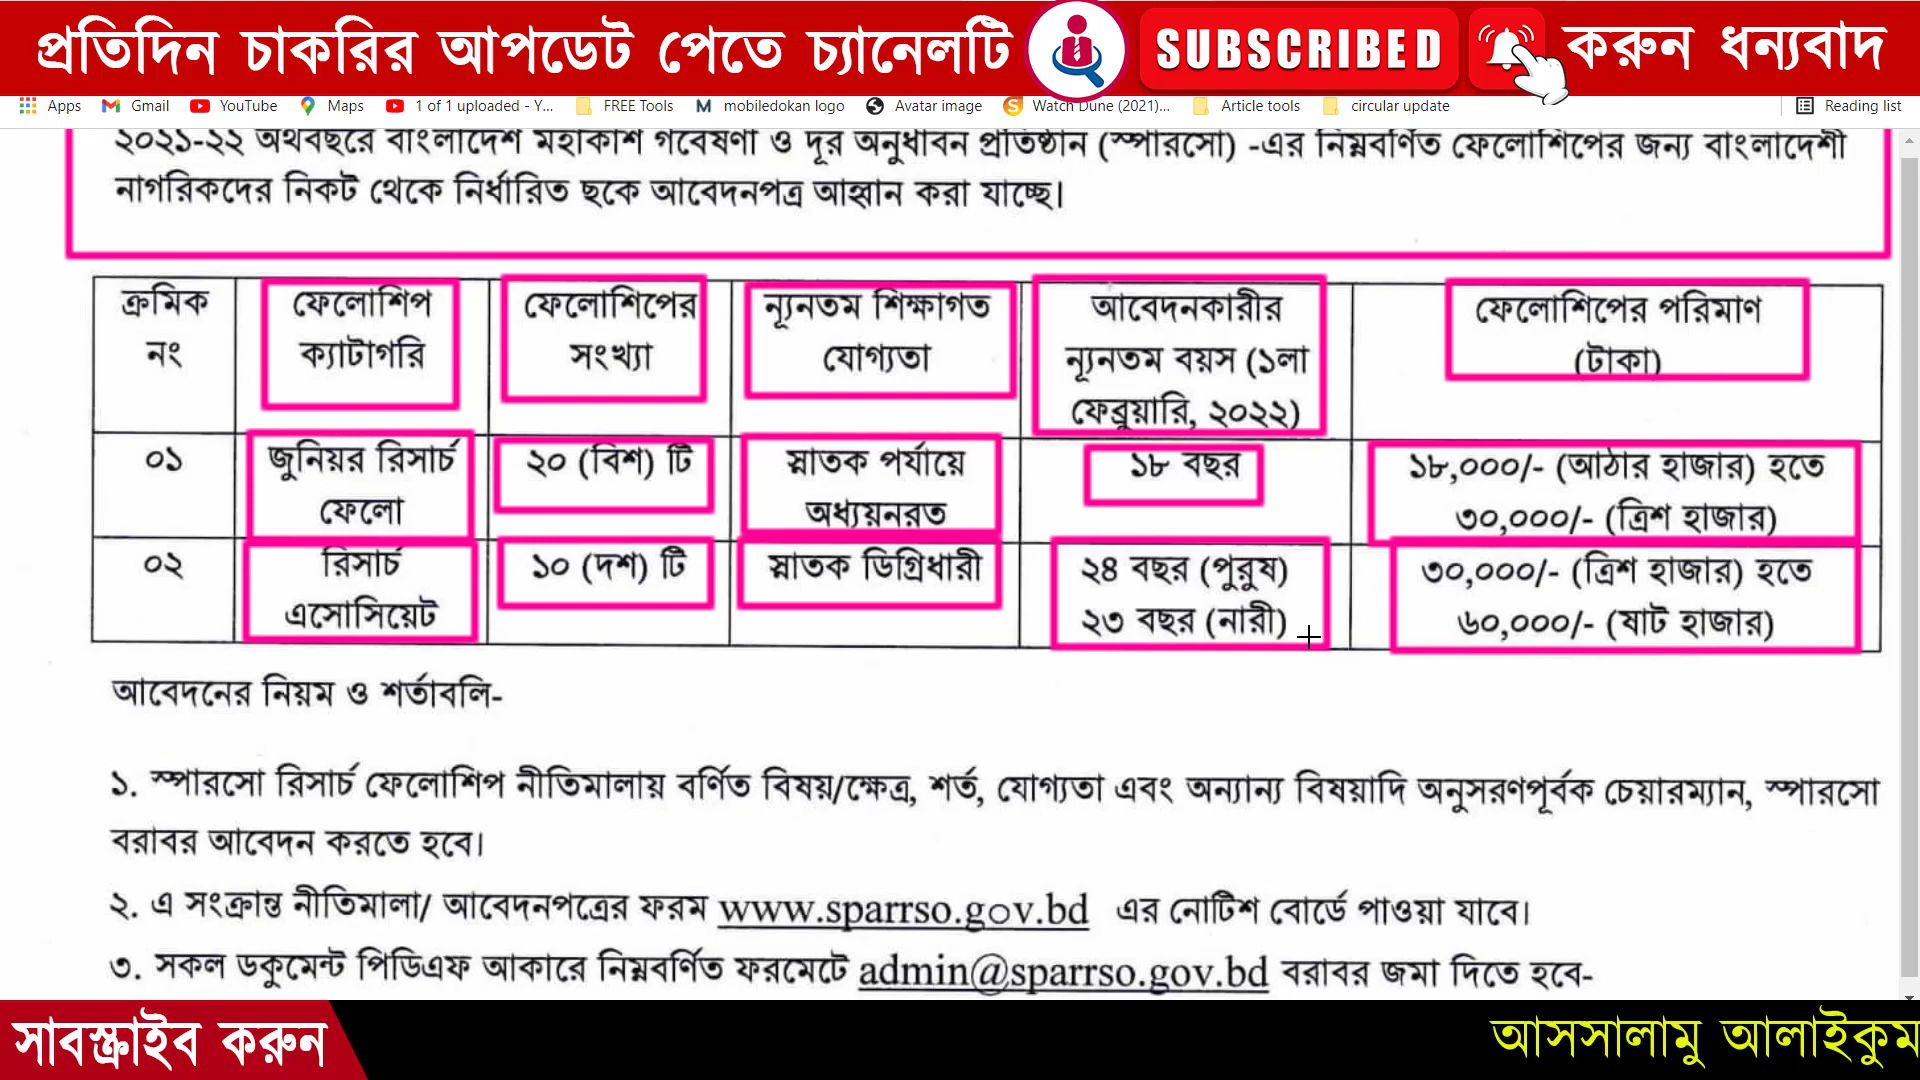 প্রতিদিন চাকরির আপডেট পেতে চ্যানেলটি SUBSCRIBED করুন ধন্যবাদ
Apps Gmail YouTube Maps 1 of 1 uploaded - Y... FREE Tools mobiledokan logo Avatar image Watch Dune (2021)... Article tools circular update Reading list
২০২১-২২ অর্থবছরে বাংলাদেশ মহাকাশ গবেষণা ও দূর অনুধাবন প্রতিষ্ঠান (স্পারসো) -এর নিম্নবর্ণিত ফেলোশিপের জন্য বাংলাদেশী
নাগরিকদের নিকট থেকে নির্ধারিত ছকে আবেদনপত্র আহ্বান করা যাচ্ছে।
ক্রমিক
নং
ফেলোশিপ
ক্যাটাগরি
ফেলোশিপের
সংখ্যা
ন্যূনতম শিক্ষাগত
যোগ্যতা
আবেদনকারীর
ন্যূনতম বয়স (১লা
ফেব্রুয়ারি, ২০২২)
ফেলোশিপের পরিমাণ
(টাকা)
০১
জুনিয়র রিসার্চ
ফেলো
২০ (বিশ) টি
স্নাতক পর্যায়ে
অধ্যয়নরত
১৮ বছর
১৮,০০০/- (আঠার হাজার) হতে
৩০,০০০/- (ত্রিশ হাজার)
০২
রিসার্চ
এসোসিয়েট
১০ (দশ) টি
স্নাতক ডিগ্রিধারী
২৪ বছর (পুরুষ)
২৩ বছর (নারী)
৩০,০০০/- (ত্রিশ হাজার) হতে
৬০,০০০/- (ষাট হাজার)
আবেদনের নিয়ম ও শর্তাবলি-
১. স্পারসো রিসার্চ ফেলোশিপ নীতিমালায় বর্ণিত বিষয়/ক্ষেত্র, শর্ত, যোগ্যতা এবং অন্যান্য বিষয়াদি অনুসরণপূর্বক চেয়ারম্যান, স্পারসো
বরাবর আবেদন করতে হবে।
২. এ সংক্রান্ত নীতিমালা/ আবেদনপত্রের ফরম www.sparrso.gov.bd এর নোটিশ বোর্ডে পাওয়া যাবে।
৩. সকল ডকুমেন্ট পিডিএফ আকারে নিম্নবর্ণিত ফরমেটে admin@sparrso.gov.bd বরাবর জমা দিতে হবে-
সাবস্ক্রাইব করুন
আসসালামু আলাইকুম